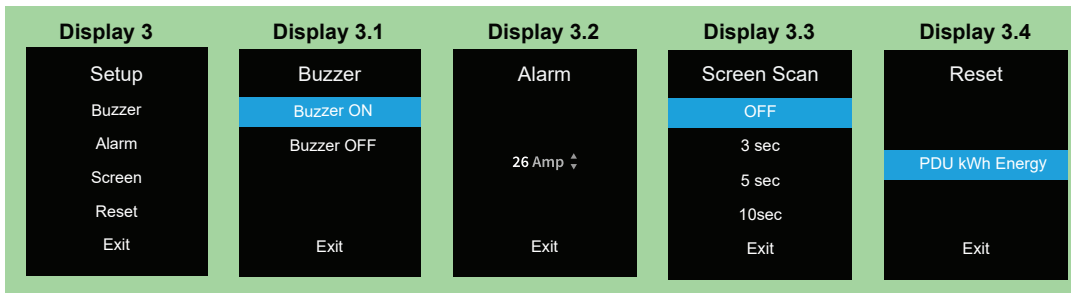 Display 3
Setup
Buzzer
Alarm
Screen
Reset
Exit
Display 3.1
Buzzer
Buzzer ON
Buzzer OFF
Exit
Display 3.2
Alarm
26 Amp
Exit
Display 3.3
Screen Scan
OFF
3 sec
5 sec
10sec
Exit
Display 3.4
Reset
PDU kWh Energy
Exit